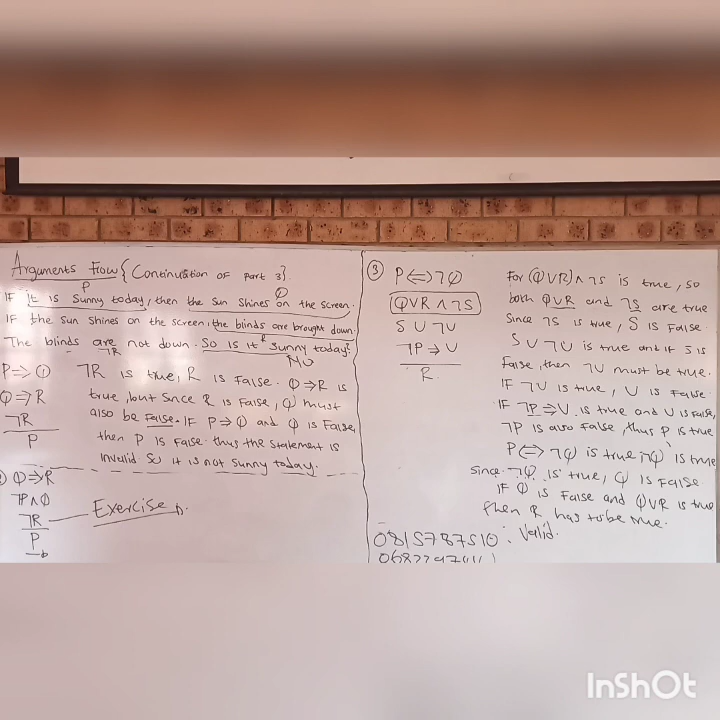 Arguments Flow {Continuation of part 3}.
P
Q
IF it is Sunny today, then the sun shines on the screen.
IF the Sun shines on the screen, the blinds are brought down.
R
The blinds are not down. So is it sunny today?
¬R
No
P => Q
Q => R
¬R
P
¬R is true, R is False. Q => R is
true, but Since R is False, Q must
also be False. IF P => Q and Q is False,
then P is False. thus the statement is
invalid So it is not Sunny today.
Q => R
¬P ∧ Q
¬R — Exercise
P
③ P <=> ¬Q
QVR ∧ ¬S
S ∪ ¬U
¬P → U
R
For (QVR) ∧ ¬S is true, so
both QVR and ¬S are true
Since ¬S is true, S is False.
S ∪ ¬U is true and if S is
False, then ¬U must be true.
IF ¬U is true, U is False
IF ¬P => U is true and U is False,
¬P is also False, thus P is true
P <=> ¬Q is true, ¬Q is true
Since ¬Q is true, Q is False
IF Q is False and QVR is true
then R has to be true.
: Valid.
0815787510
InShOt